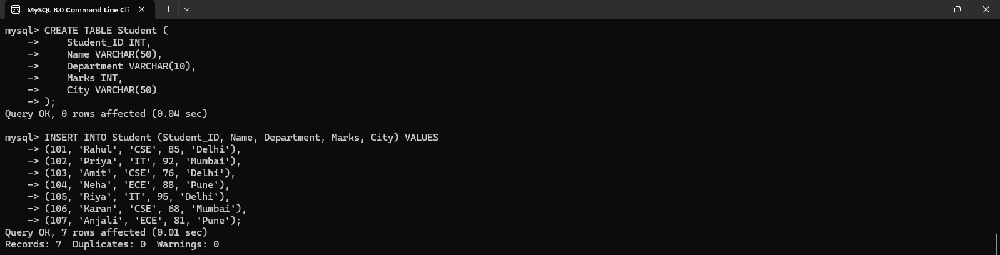 MySQL 8.0 Command Line Cli
mysql> CREATE TABLE Student (
    ->     Student_ID INT,
    ->     Name VARCHAR(50),
    ->     Department VARCHAR(10),
    ->     Marks INT,
    ->     City VARCHAR(50)
    -> );
Query OK, 0 rows affected (0.04 sec)
mysql> INSERT INTO Student (Student_ID, Name, Department, Marks, City) VALUES
    -> (101, 'Rahul', 'CSE', 85, 'Delhi'),
    -> (102, 'Priya', 'IT', 92, 'Mumbai'),
    -> (103, 'Amit', 'CSE', 76, 'Delhi'),
    -> (104, 'Neha', 'ECE', 88, 'Pune'),
    -> (105, 'Riya', 'IT', 95, 'Delhi'),
    -> (106, 'Karan', 'CSE', 68, 'Mumbai'),
    -> (107, 'Anjali', 'ECE', 81, 'Pune');
Query OK, 7 rows affected (0.01 sec)
Records: 7  Duplicates: 0  Warnings: 0